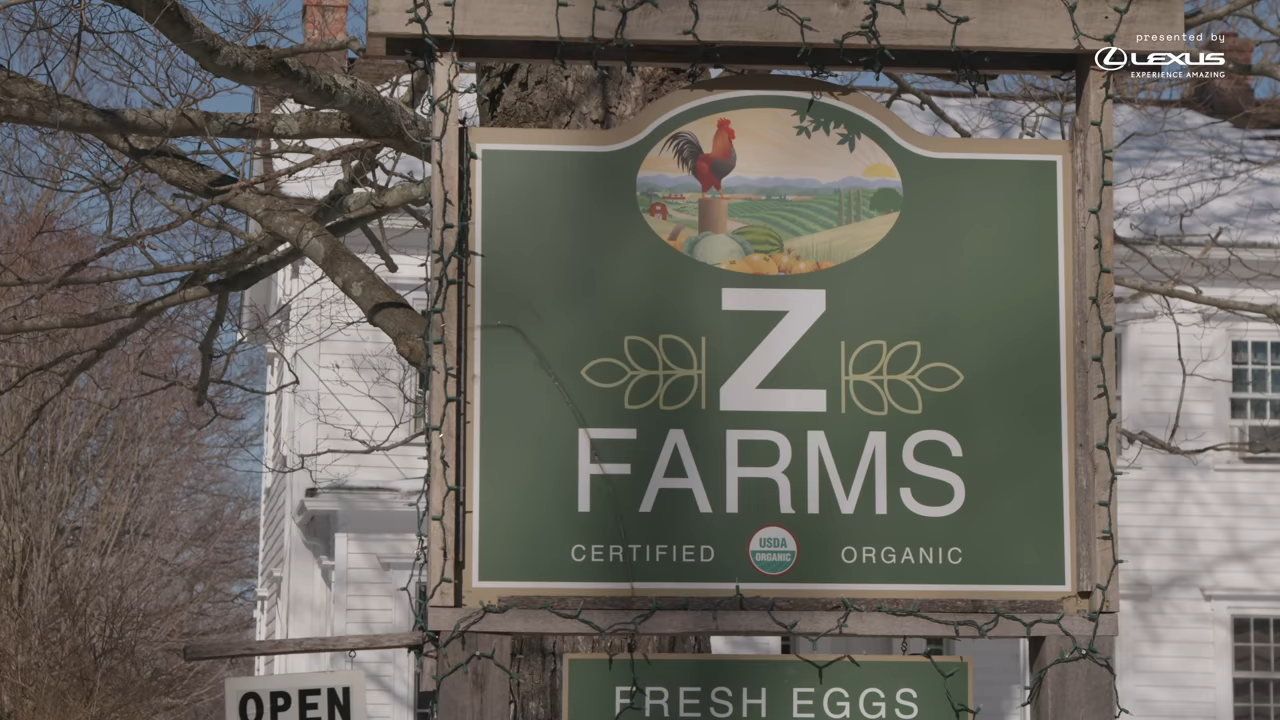 presented by
LEXUS
EXPERIENCE AMAZING
Z
FARMS
CERTIFIED USDA ORGANIC ORGANIC
OPEN
FRESH EGGS